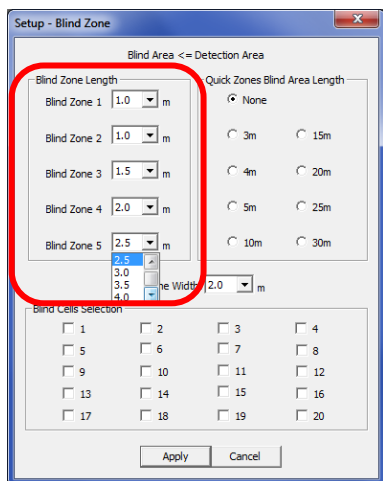 Setup - Blind Zone
Blind Area <= Detection Area
Blind Zone Length
Quick Zones Blind Area Length
Blind Zone 1 1.0 m
None
Blind Zone 2 1.0 m
3m 15m
Blind Zone 3 1.5 m
4m 20m
Blind Zone 4 2.0 m
5m 25m
Blind Zone 5 2.5 m
10m 30m
2.5
3.0
3.5
4.0
Width 2.0 m
Blind Cells Selection
1 2 3 4
5 6 7 8
9 10 11 12
13 14 15 16
17 18 19 20
Apply Cancel